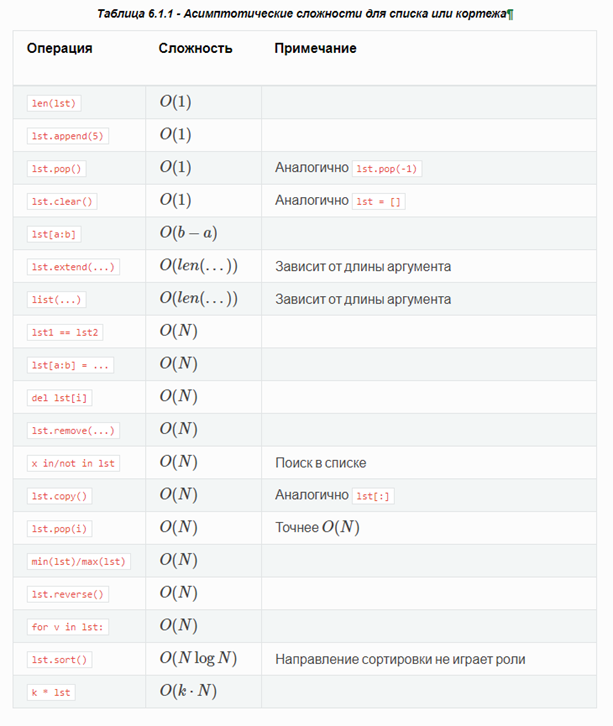 Таблица 6.1.1 - Асимптотические сложности для списка или кортежа¶
Операция Сложность Примечание
len(lst) O(1)
lst.append(5) O(1)
lst.pop() O(1) Аналогично lst.pop(-1)
lst.clear() O(1) Аналогично lst = []
lst[a:b] O(b − a)
lst.extend(...) O(len(...)) Зависит от длины аргумента
list(...) O(len(...)) Зависит от длины аргумента
lst1 == lst2 O(N)
lst[a:b] = ... O(N)
del lst[i] O(N)
lst.remove(...) O(N)
x in/not in lst O(N) Поиск в списке
lst.copy() O(N) Аналогично lst[:]
lst.pop(i) O(N) Точнее O(N)
min(lst)/max(lst) O(N)
lst.reverse() O(N)
for v in lst: O(N)
lst.sort() O(N log N) Направление сортировки не играет роли
k * lst O(k · N)